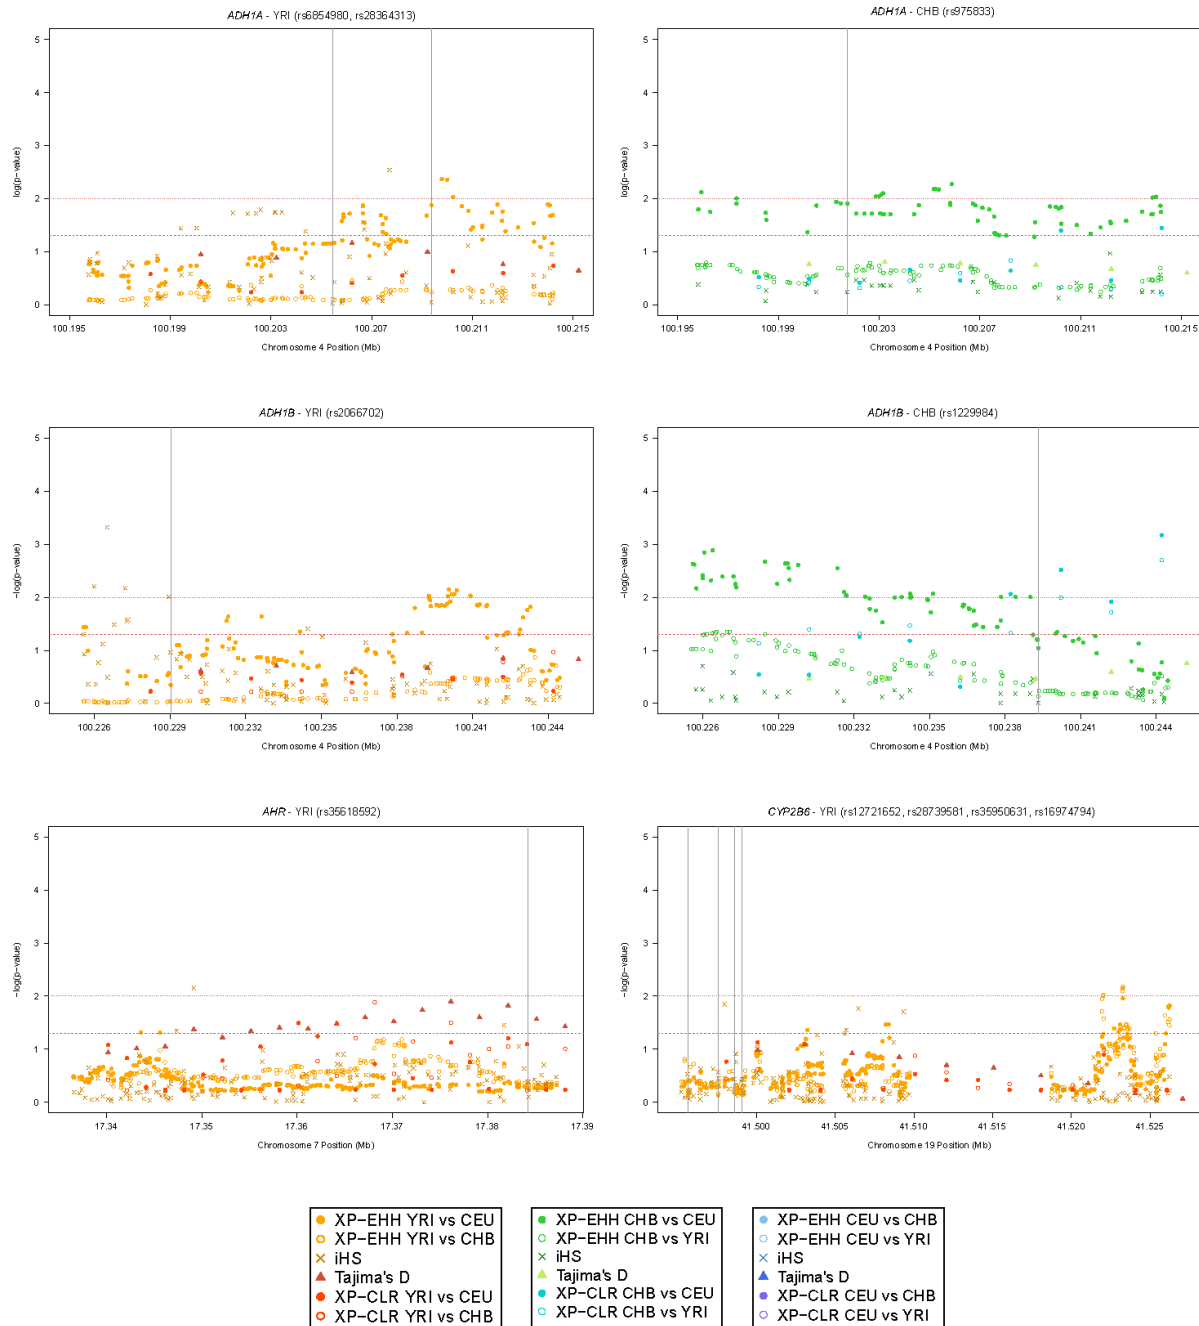 ADH1A - YRI (rs6854980, rs28364313)
log(p-value)
5
4
3
2
1
0
100.195 100.199 100.203 100.207 100.211 100.215
Chromosome 4 Position (Mb)
ADH1A - CHB (rs975833)
log(p-value)
5
4
3
2
1
0
100.195 100.199 100.203 100.207 100.211 100.215
Chromosome 4 Position (Mb)
ADH1B - YRI (rs2066702)
−log(p-value)
5
4
3
2
1
0
100.226 100.229 100.232 100.235 100.238 100.241 100.244
Chromosome 4 Position (Mb)
ADH1B - CHB (rs1229984)
−log(p-value)
5
4
3
2
1
0
100.226 100.229 100.232 100.235 100.239 100.241 100.244
Chromosome 4 Position (Mb)
AHR - YRI (rs35618592)
−log(p-value)
5
4
3
2
1
0
17.34 17.35 17.36 17.37 17.38 17.39
Chromosome 7 Position (Mb)
CYP2B6 - YRI (rs12721652, rs28739581, rs35950631, rs16974794)
−log(p-value)
5
4
3
2
1
0
41.500 41.505 41.510 41.515 41.520 41.525
Chromosome 19 Position (Mb)
XP−EHH YRI vs CEU
XP−EHH YRI vs CHB
iHS
Tajima's D
XP−CLR YRI vs CEU
XP−CLR YRI vs CHB
XP−EHH CHB vs CEU
XP−EHH CHB vs YRI
iHS
Tajima's D
XP−CLR CHB vs CEU
XP−CLR CHB vs YRI
XP−EHH CEU vs CHB
XP−EHH CEU vs YRI
iHS
Tajima's D
XP−CLR CEU vs CHB
XP−CLR CEU vs YRI